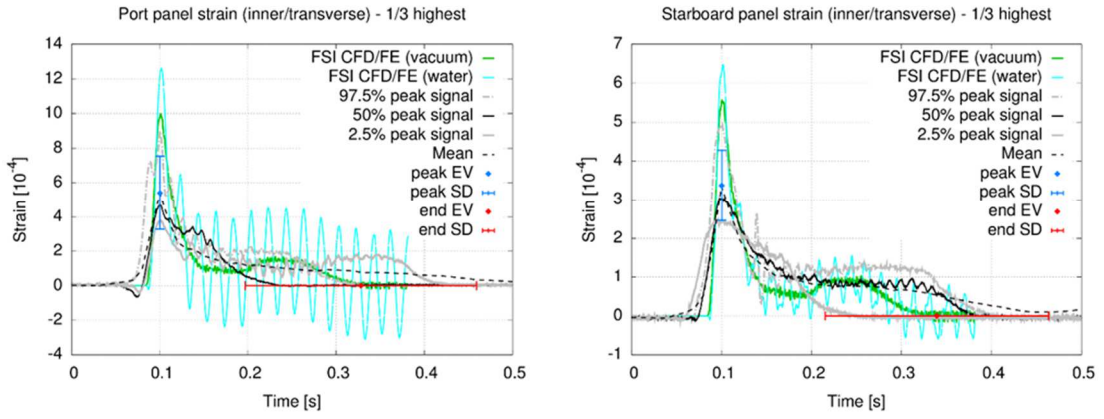 Port panel strain (inner/transverse) - 1/3 highest
14
12
10
8
6
4
2
0
-2
-4
Strain [10-4]
FSI CFD/FE (vacuum)
FSI CFD/FE (water)
97.5% peak signal
50% peak signal
2.5% peak signal
Mean
peak EV
peak SD
end EV
end SD
0 0.1 0.2 0.3 0.4 0.5
Time [s]
Starboard panel strain (inner/transverse) - 1/3 highest
7
6
5
4
3
2
1
0
-1
Strain [10-4]
FSI CFD/FE (vacuum)
FSI CFD/FE (water)
97.5% peak signal
50% peak signal
2.5% peak signal
Mean
peak EV
peak SD
end EV
end SD
0 0.1 0.2 0.3 0.4 0.5
Time [s]